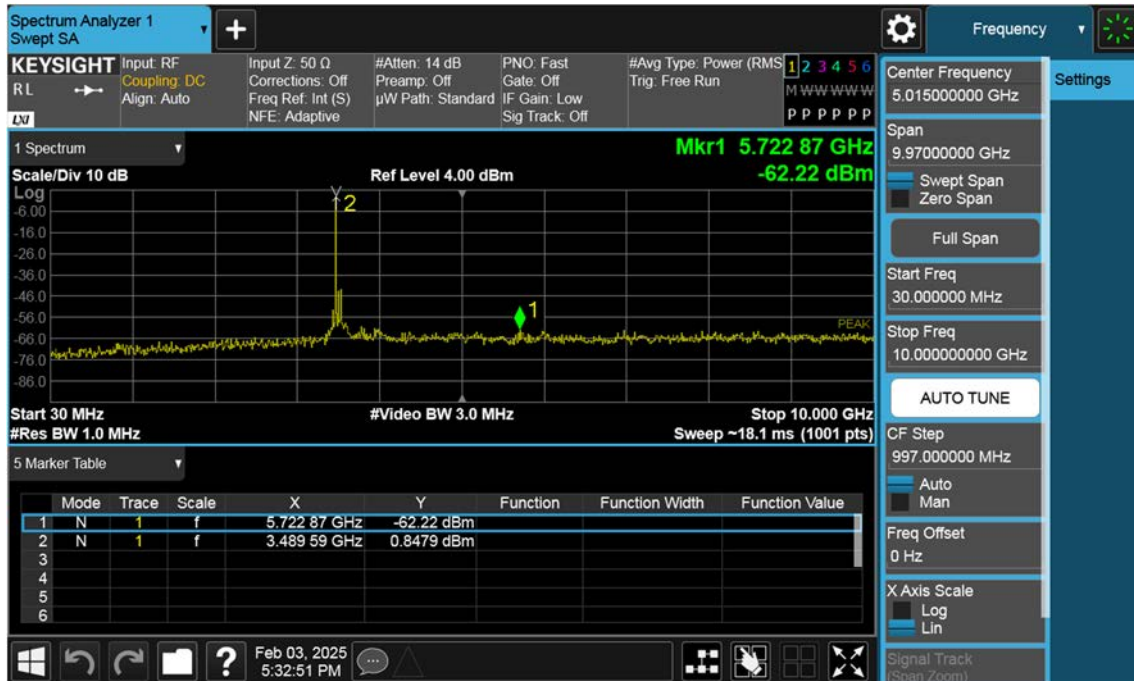 Spectrum Analyzer 1
Swept SA
+
Frequency
KEYSIGHT
RL
LXI
Input: RF
Coupling: DC
Align: Auto
Input Z: 50 Ω
Corrections: Off
Freq Ref: Int (S)
NFE: Adaptive
#Atten: 14 dB
Preamp: Off
µW Path: Standard
PNO: Fast
Gate: Off
IF Gain: Low
Sig Track: Off
#Avg Type: Power (RMS
Trig: Free Run
1 2 3 4 5 6
M W W W W W
P P P P P P
1 Spectrum
Mkr1 5.722 87 GHz
-62.22 dBm
Scale/Div 10 dB
Ref Level 4.00 dBm
Log
-6.00
-16.0
-26.0
-36.0
-46.0
-56.0
-66.0
-76.0
-86.0
2
1
PEAK
Start 30 MHz
#Video BW 3.0 MHz
Stop 10.000 GHz
#Res BW 1.0 MHz
Sweep ~18.1 ms (1001 pts)
5 Marker Table
Mode Trace Scale X Y Function Function Width Function Value
1 N 1 f 5.722 87 GHz -62.22 dBm
2 N 1 f 3.489 59 GHz 0.8479 dBm
3
4
5
6
?
Feb 03, 2025
5:32:51 PM
Center Frequency
5.015000000 GHz
Span
9.97000000 GHz
Swept Span
Zero Span
Full Span
Start Freq
30.000000 MHz
Stop Freq
10.000000000 GHz
AUTO TUNE
CF Step
997.000000 MHz
Auto
Man
Freq Offset
0 Hz
X Axis Scale
Log
Lin
Signal Track
(Span Zoom)
Settings